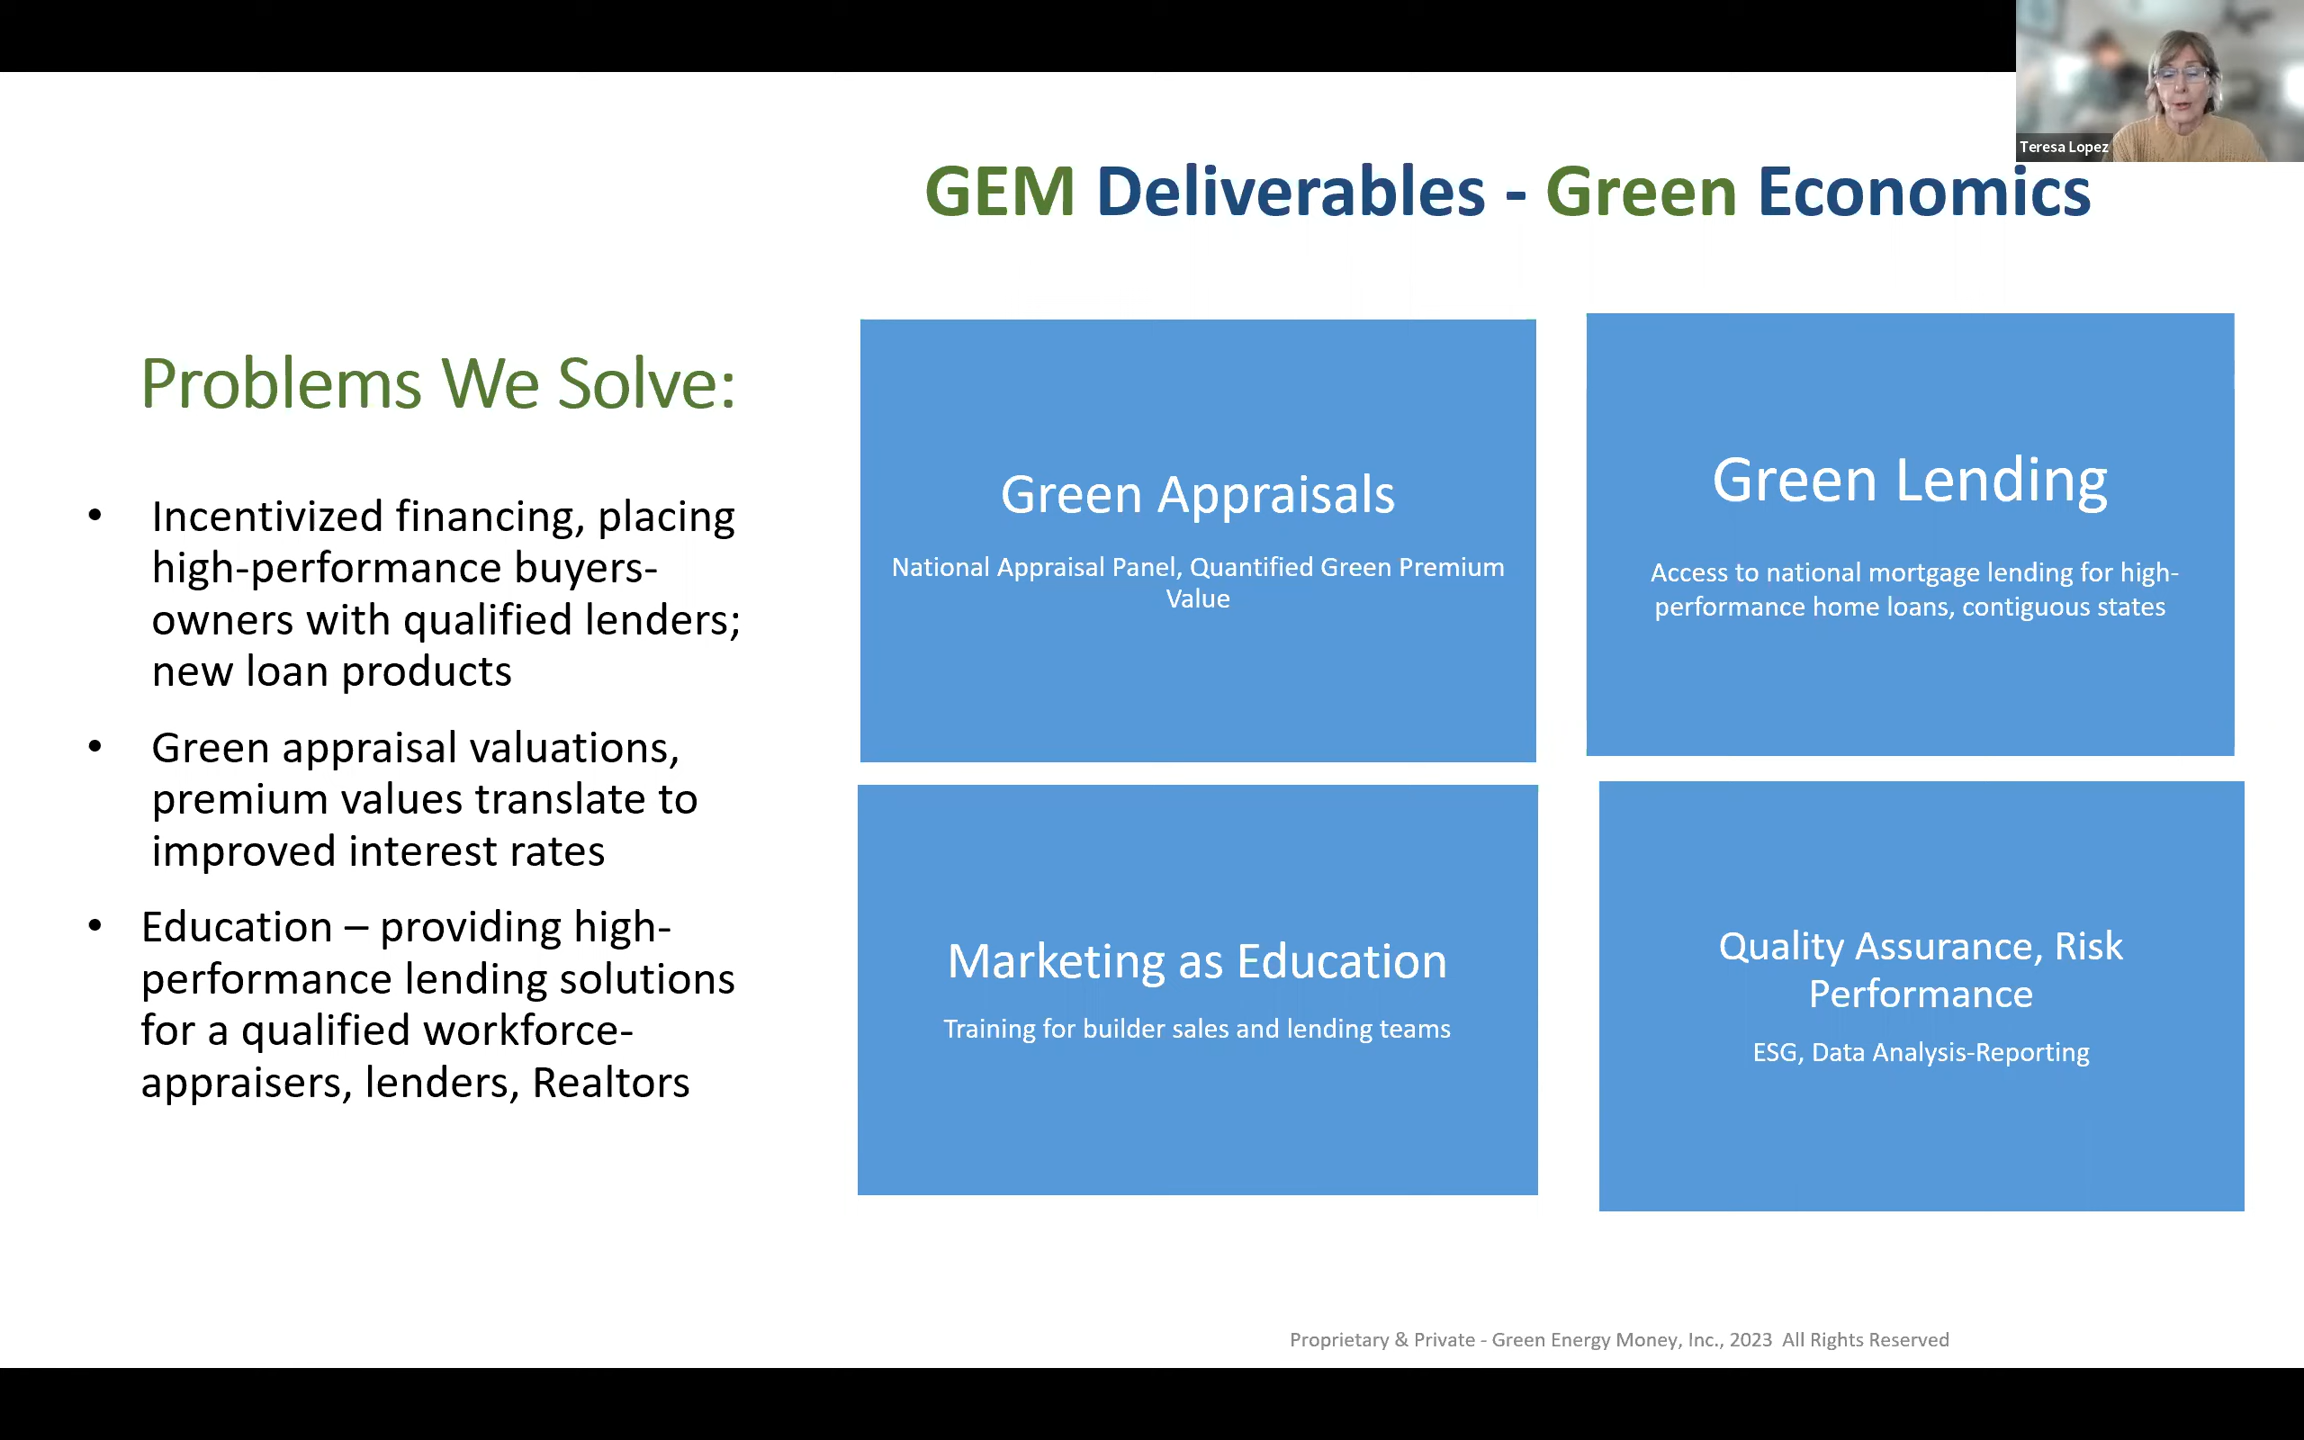 Teresa Lopez
GEM Deliverables - Green Economics
Problems We Solve:
• Incentivized financing, placing
high-performance buyers-
owners with qualified lenders;
new loan products
• Green appraisal valuations,
premium values translate to
improved interest rates
• Education – providing high-
performance lending solutions
for a qualified workforce-
appraisers, lenders, Realtors
Green Appraisals
National Appraisal Panel, Quantified Green Premium
Value
Green Lending
Access to national mortgage lending for high-
performance home loans, contiguous states
Marketing as Education
Training for builder sales and lending teams
Quality Assurance, Risk
Performance
ESG, Data Analysis-Reporting
Proprietary & Private - Green Energy Money, Inc., 2023 All Rights Reserved